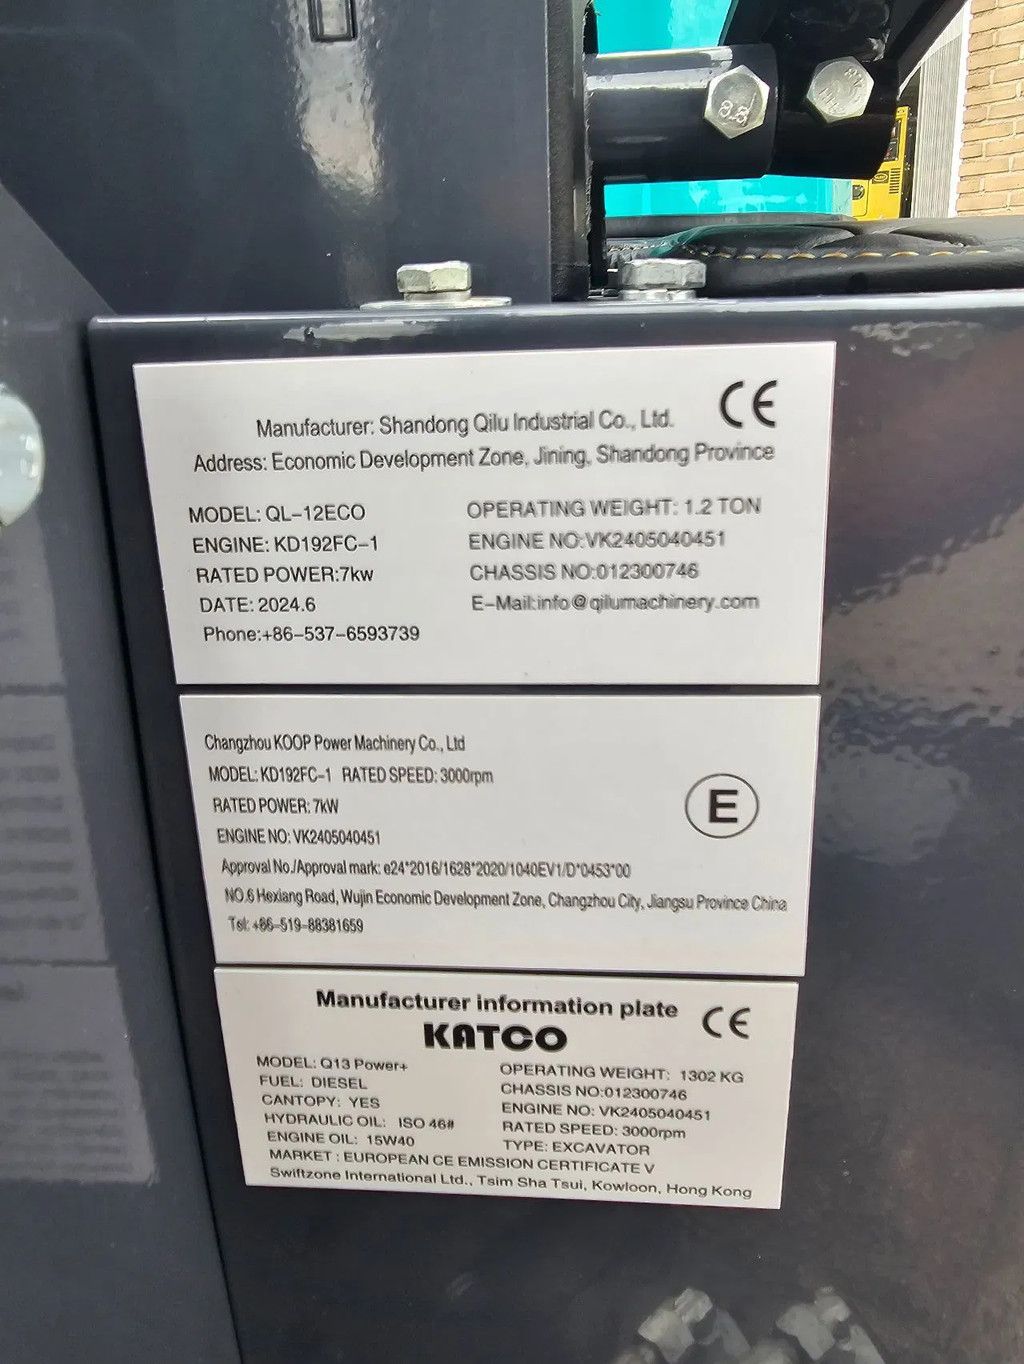 8.8
CE
Manufacturer: Shandong Qilu Industrial Co., Ltd.
Address: Economic Development Zone, Jining, Shandong Province
MODEL: QL-12ECO OPERATING WEIGHT: 1.2 TON
ENGINE: KD192FC-1 ENGINE NO:VK2405040451
RATED POWER:7kw CHASSIS NO:012300746
DATE: 2024.6 E-Mail:info@qilumachinery.com
Phone:+86-537-6593739
Changzhou KOOP Power Machinery Co., Ltd
MODEL: KD192FC-1 RATED SPEED: 3000rpm
RATED POWER: 7kW
E
ENGINE NO: VK2405040451
Approval No./Approval mark: e24*2016/1628*2020/1040EV1/D*0453*00
NO.6 Hexiang Road, Wujin Economic Development Zone, Changzhou City, Jiangsu Province China
Tel: +86-519-88381659
Manufacturer information plate CE
KATCO
MODEL: Q13 Power+ OPERATING WEIGHT: 1302 KG
FUEL: DIESEL CHASSIS NO:012300746
CANTOPY: YES ENGINE NO: VK2405040451
HYDRAULIC OIL: ISO 46# RATED SPEED: 3000rpm
ENGINE OIL: 15W40 TYPE: EXCAVATOR
MARKET : EUROPEAN CE EMISSION CERTIFICATE V
Swiftzone International Ltd., Tsim Sha Tsui, Kowloon, Hong Kong